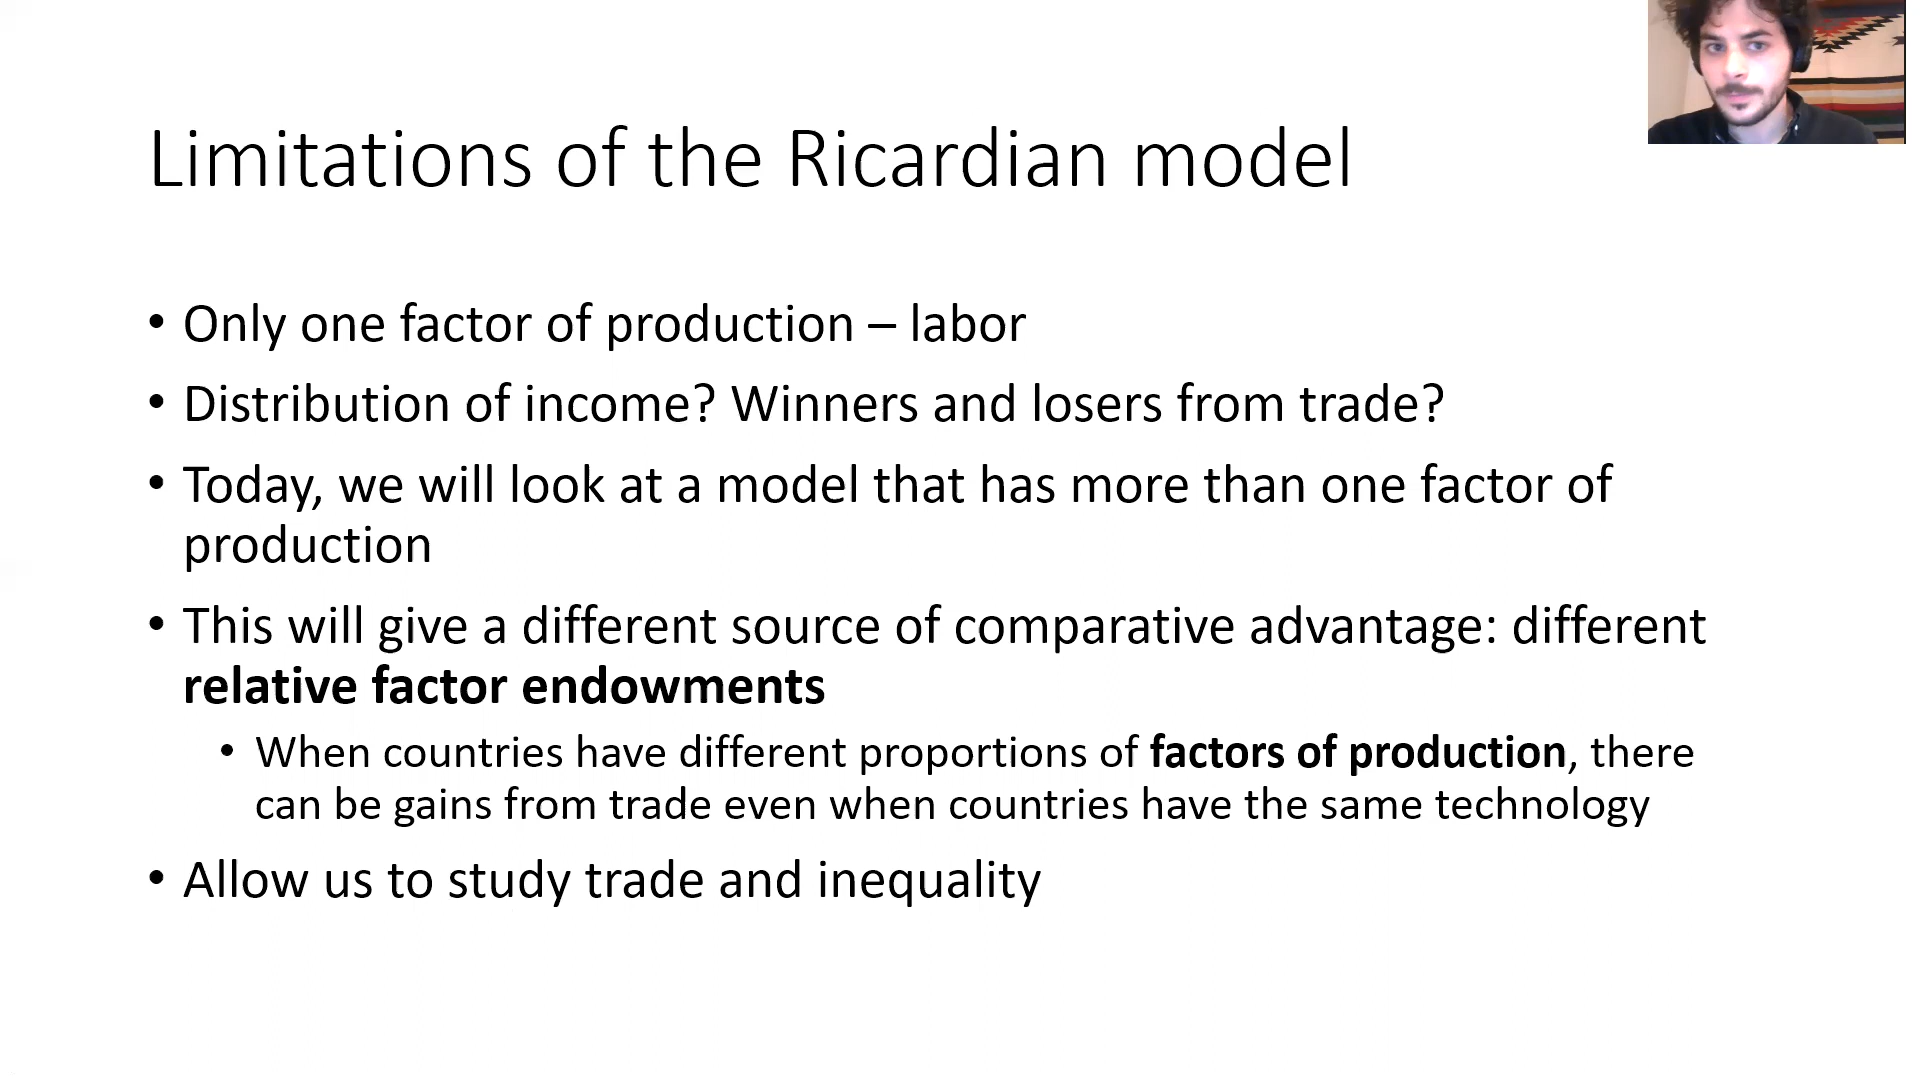 Limitations of the Ricardian model
• Only one factor of production – labor
• Distribution of income? Winners and losers from trade?
• Today, we will look at a model that has more than one factor of
production
• This will give a different source of comparative advantage: different
relative factor endowments
• When countries have different proportions of factors of production, there
can be gains from trade even when countries have the same technology
• Allow us to study trade and inequality